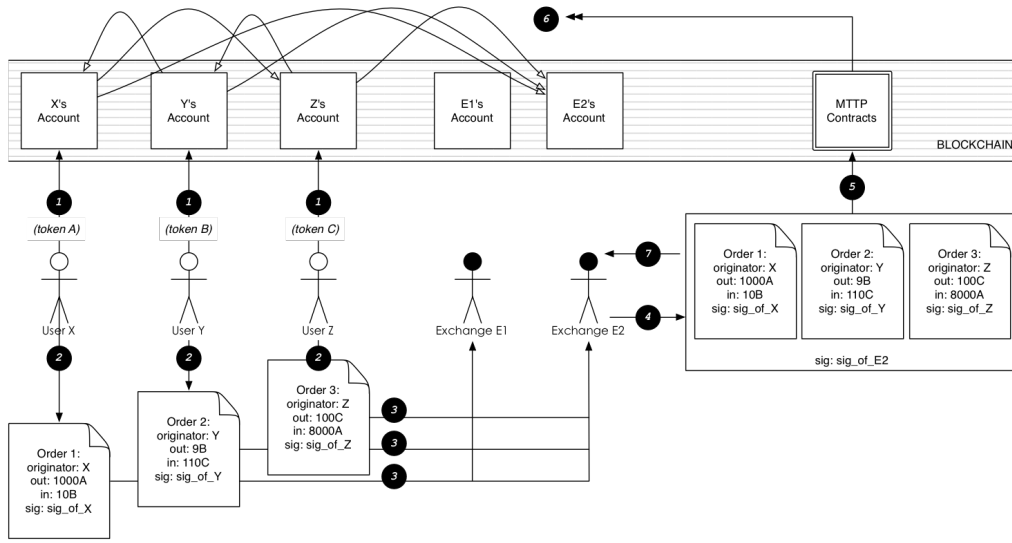 6
X's
Account
Y's
Account
Z's
Account
E1's
Account
E2's
Account
MTTP
Contracts
BLOCKCHAIN
1
1
1
5
(token A)
(token B)
(token C)
Order 1:
originator: X
out: 1000A
in: 10B
sig: sig_of_X
Order 2:
originator: Y
out: 9B
in: 110C
sig: sig_of_Y
Order 3:
originator: Z
out: 100C
in: 8000A
sig: sig_of_Z
7
4
User X
User Y
User Z
Exchange E1
Exchange E2
sig: sig_of_E2
2
2
2
Order 3:
originator: Z
out: 100C
in: 8000A
sig: sig_of_Z
Order 2:
originator: Y
out: 9B
in: 110C
sig: sig_of_Y
Order 1:
originator: X
out: 1000A
in: 10B
sig: sig_of_X
3
3
3